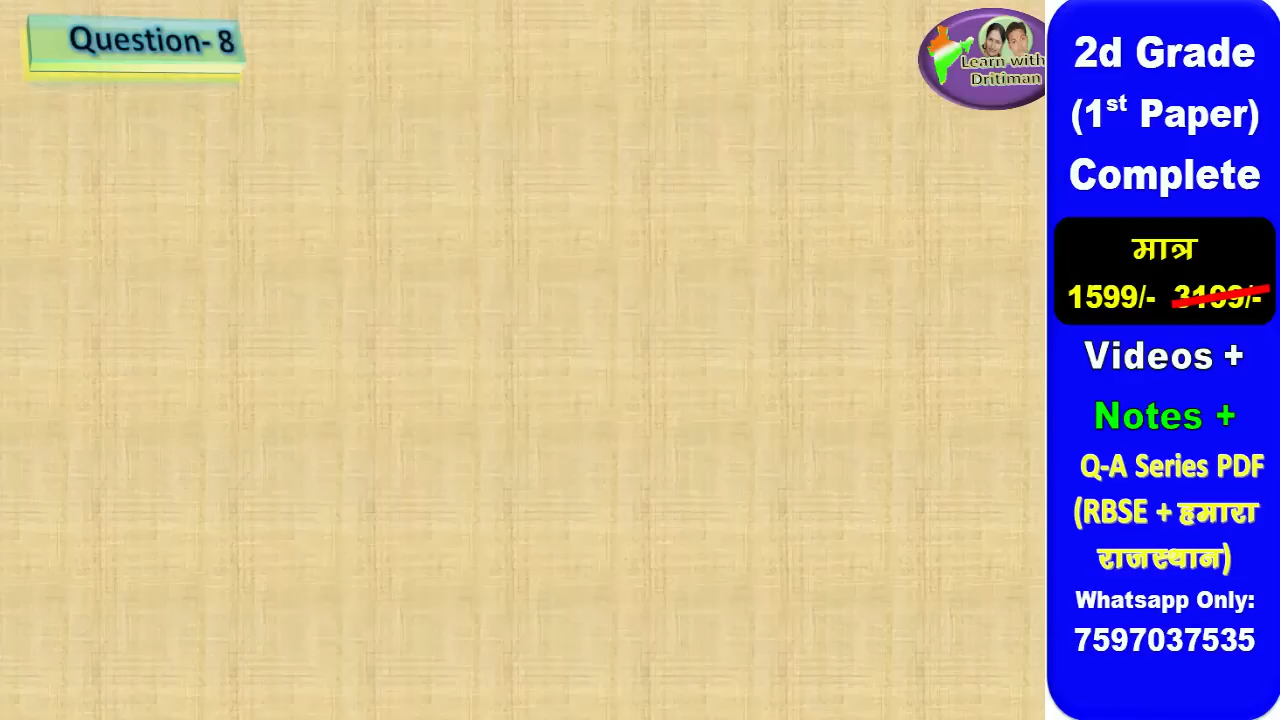 Question- 8
Learn with
Dritiman
2d Grade
(1st Paper)
Complete
मात्र
1599/- 3199/-
Videos +
Notes +
Q-A Series PDF
(RBSE + हमारा
राजस्थान)
Whatsapp Only:
7597037535